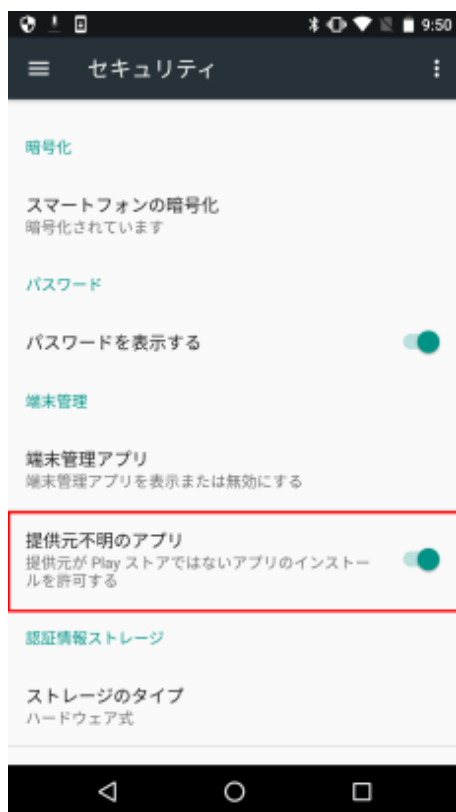 9:50
セキュリティ
暗号化
スマートフォンの暗号化
暗号化されています
パスワード
パスワードを表示する
端末管理
端末管理アプリ
端末管理アプリを表示または無効にする
提供元不明のアプリ
提供元が Play ストアではないアプリのインストー
ルを許可する
認証情報ストレージ
ストレージのタイプ
ハードウェア式